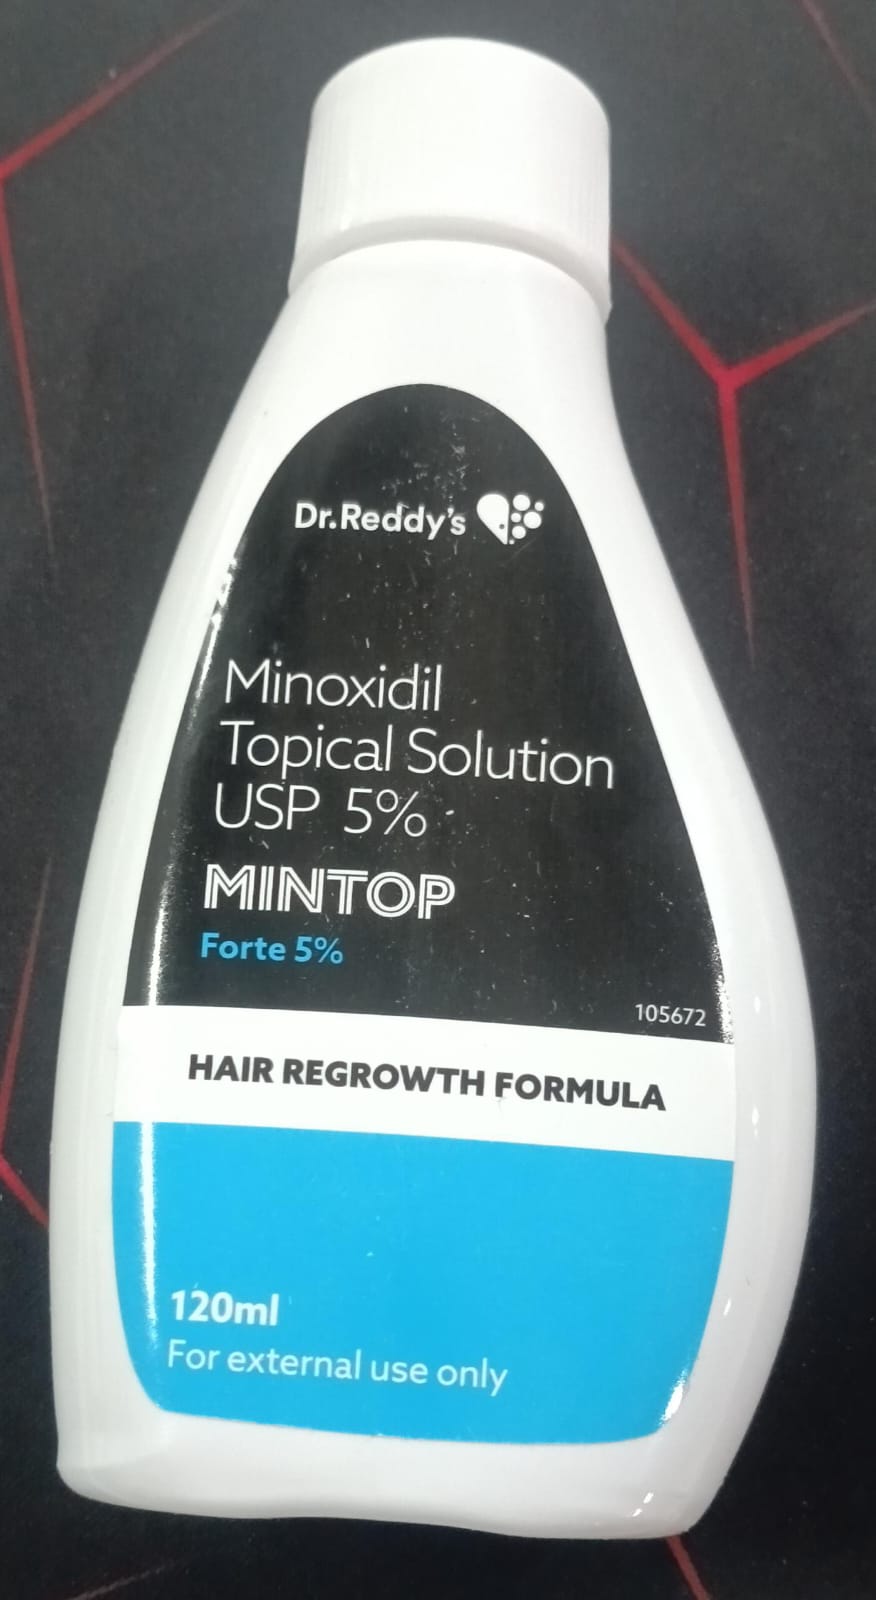 Dr.Reddy's
Minoxidil
Topical Solution
USP 5%
MINTOP
Forte 5%
105672
HAIR REGROWTH FORMULA
120ml
For external use only